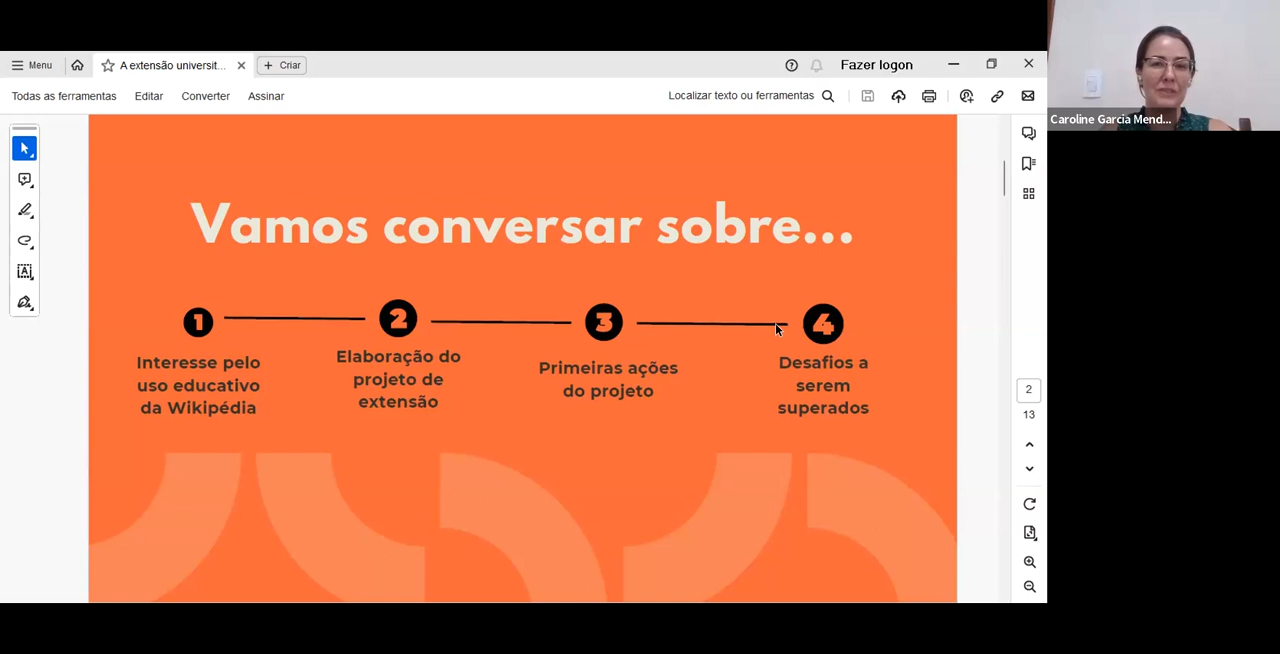 Menu
A extensão universit...
Criar
Fazer logon
Todas as ferramentas
Editar
Converter
Assinar
Localizar texto ou ferramentas
Caroline Garcia Mend...
Vamos conversar sobre...
1
2
3
4
Interesse pelo
uso educativo
da Wikipédia
Elaboração do
projeto de
extensão
Primeiras ações
do projeto
Desafios a
serem
superados
2
13